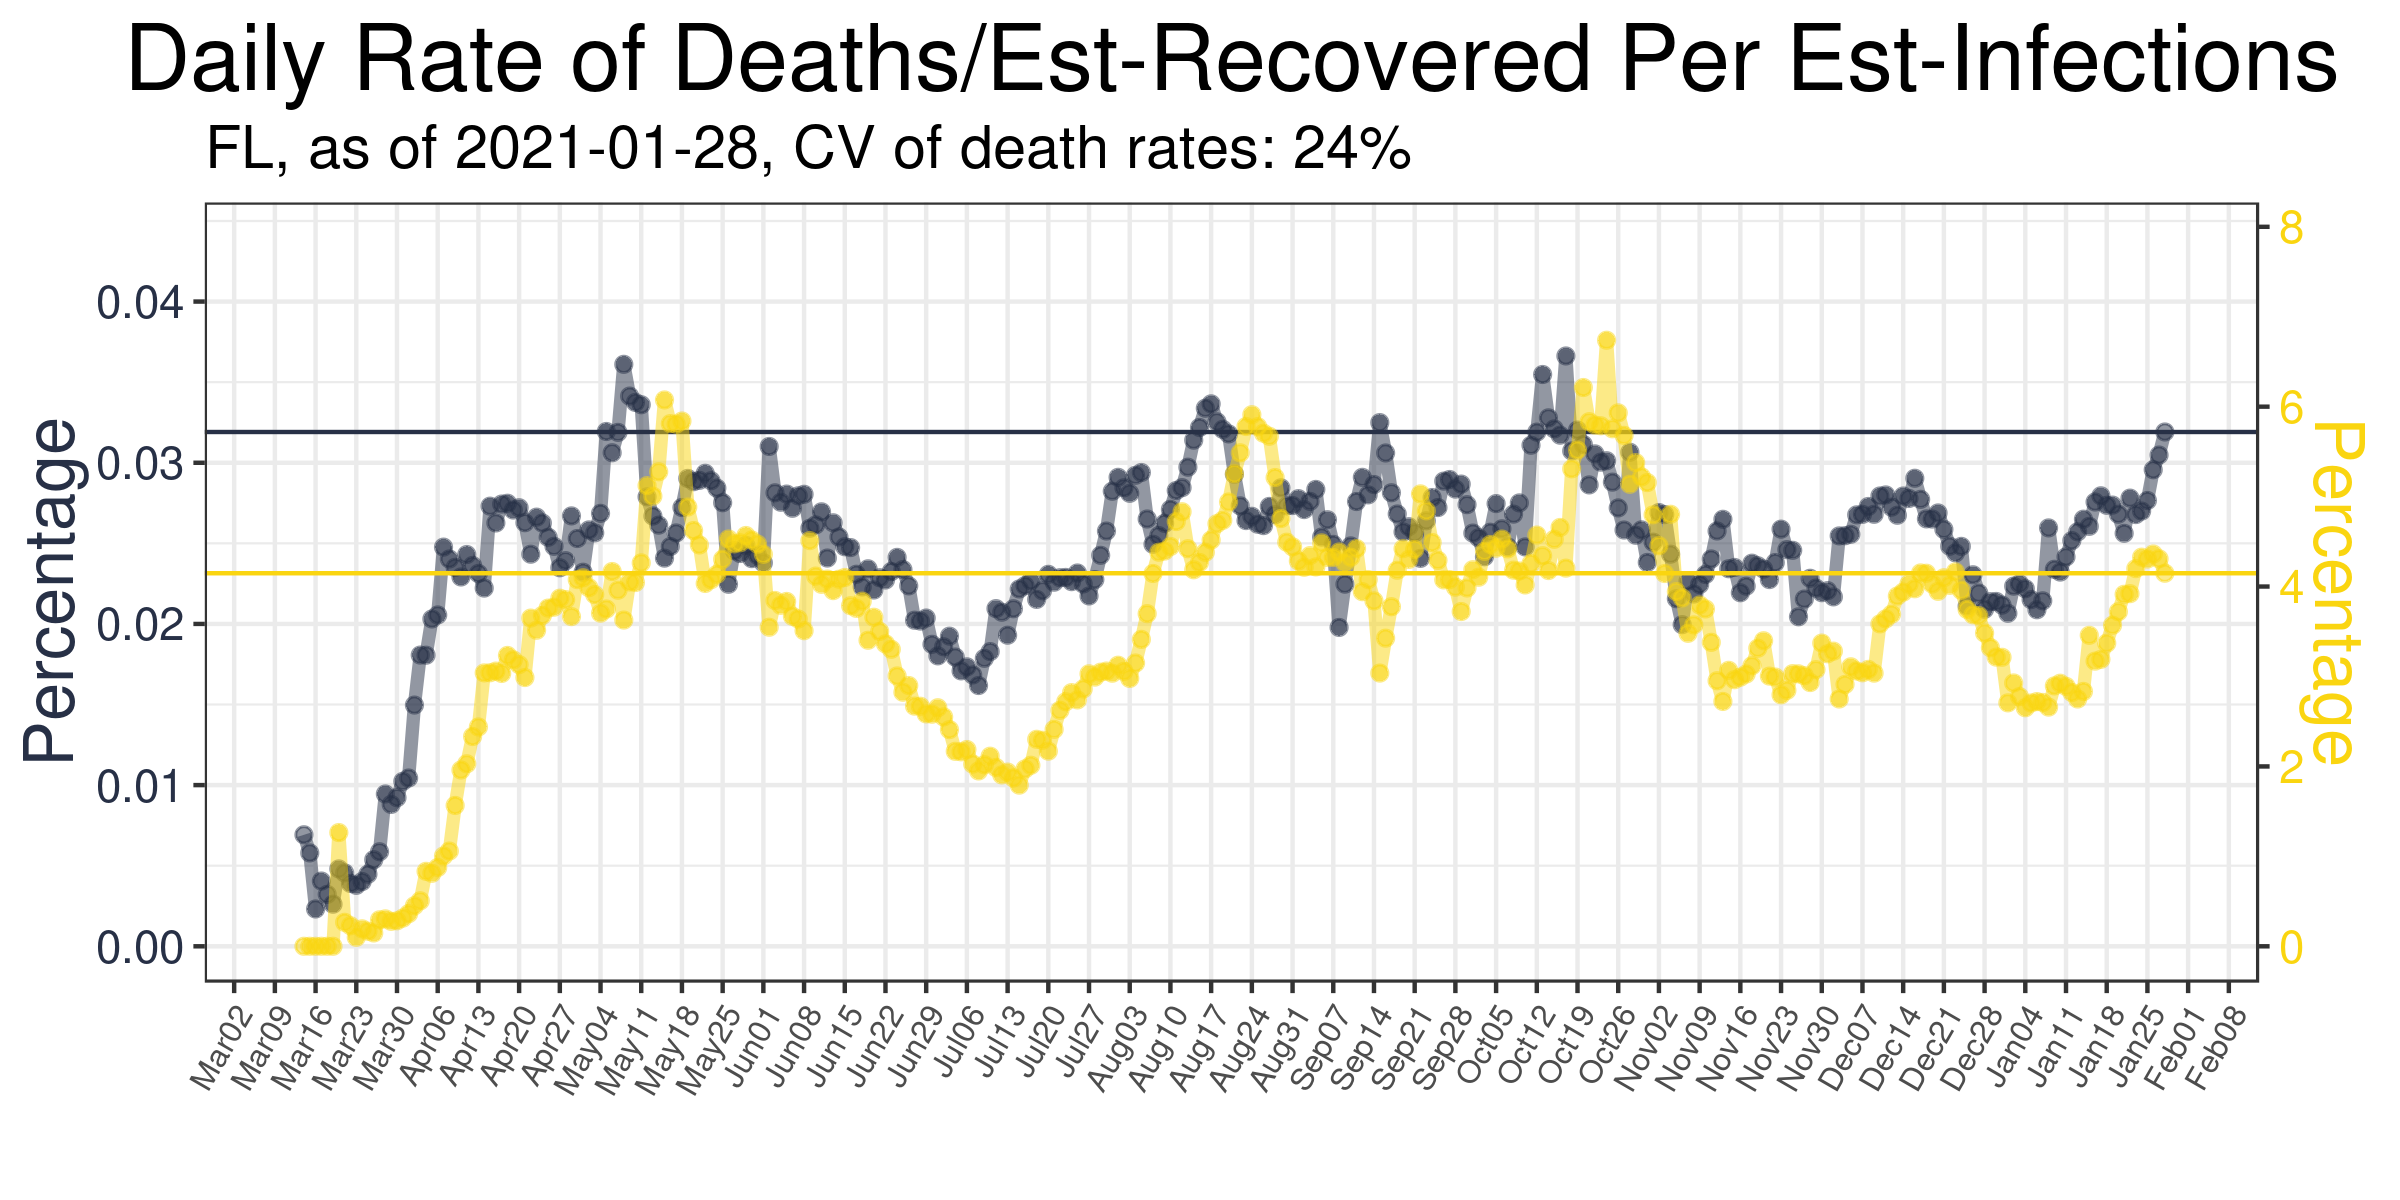 Daily Rate of Deaths/Est-Recovered Per Est-Infections
FL, as of 2021-01-28, CV of death rates: 24%
Percentage
0.04
0.03
0.02
0.01
0.00
8
6
4
2
0
Percentage
Mar02 Mar09 Mar16 Mar23 Mar30 Apr06 Apr13 Apr20 Apr27 May04 May11 May18 May25 Jun01 Jun08 Jun15 Jun22 Jun29 Jul06 Jul13 Jul20 Jul27 Aug03 Aug10 Aug17 Aug24 Aug31 Sep07 Sep14 Sep21 Sep28 Oct05 Oct12 Oct19 Oct26 Nov02 Nov09 Nov16 Nov23 Nov30 Dec07 Dec14 Dec21 Dec28 Jan04 Jan11 Jan18 Jan25 Feb01 Feb08